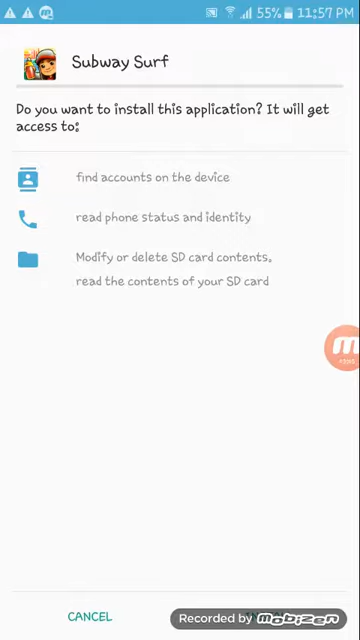 55% 11:57 PM
Subway Surf
Do you want to install this application? It will get
access to:
find accounts on the device
read phone status and identity
Modify or delete SD card contents,
read the contents of your SD card
CANCEL
Recorded by mobizen